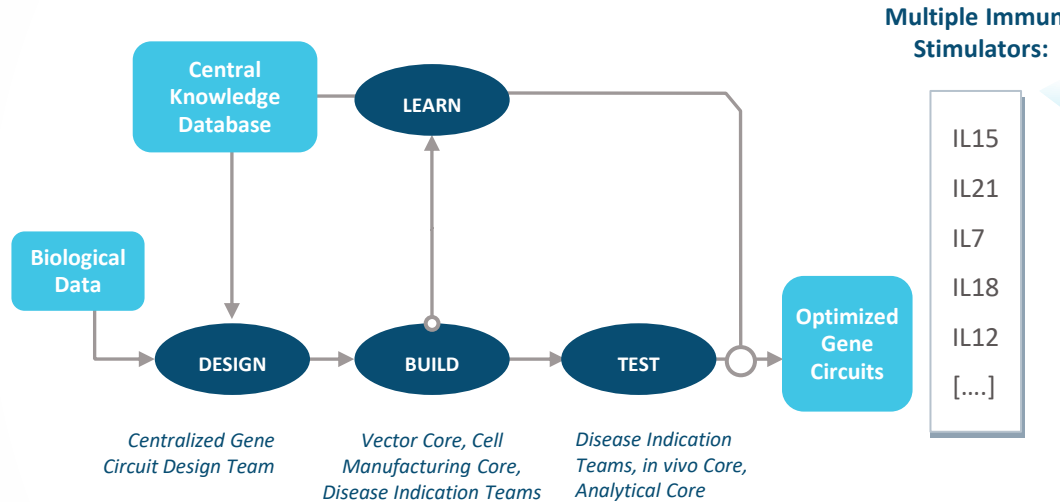 Multiple Immun
Stimulators:
Central
Knowledge
Database
LEARN
IL15
IL21
IL7
IL18
IL12
[....]
Biological
Data
DESIGN
BUILD
TEST
Optimized
Gene
Circuits
Centralized Gene
Circuit Design Team
Vector Core, Cell
Manufacturing Core,
Disease Indication Teams
Disease Indication
Teams, in vivo Core,
Analytical Core